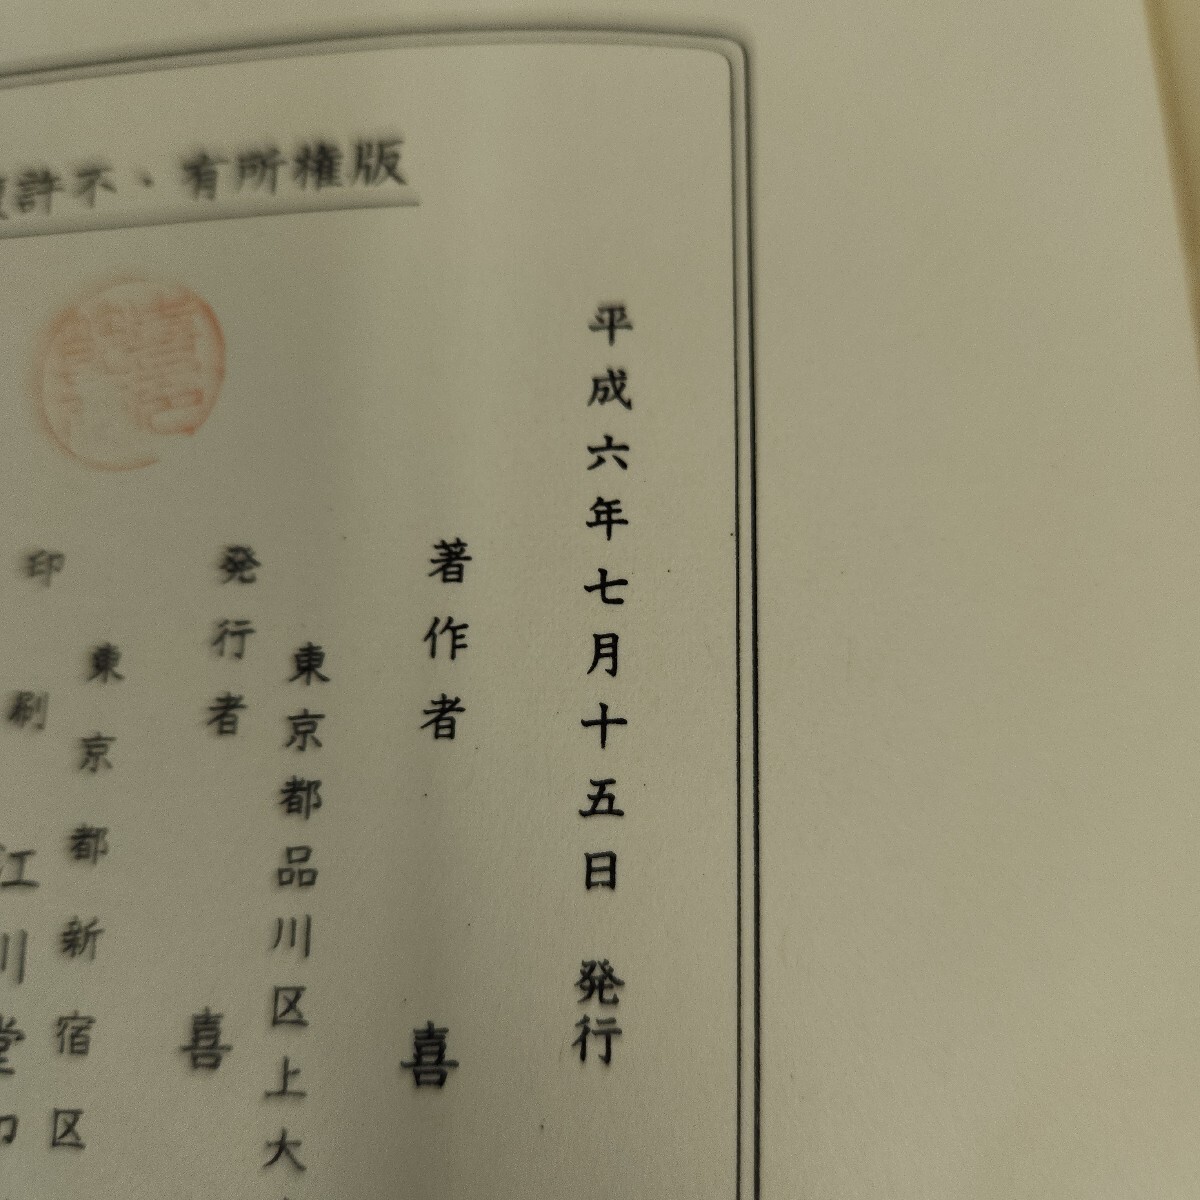 版権所有、不許
平成六年七月十五日 発行
著作者 喜
東京都品川区上大
発行者 喜
東京都新宿区
印刷 江川堂